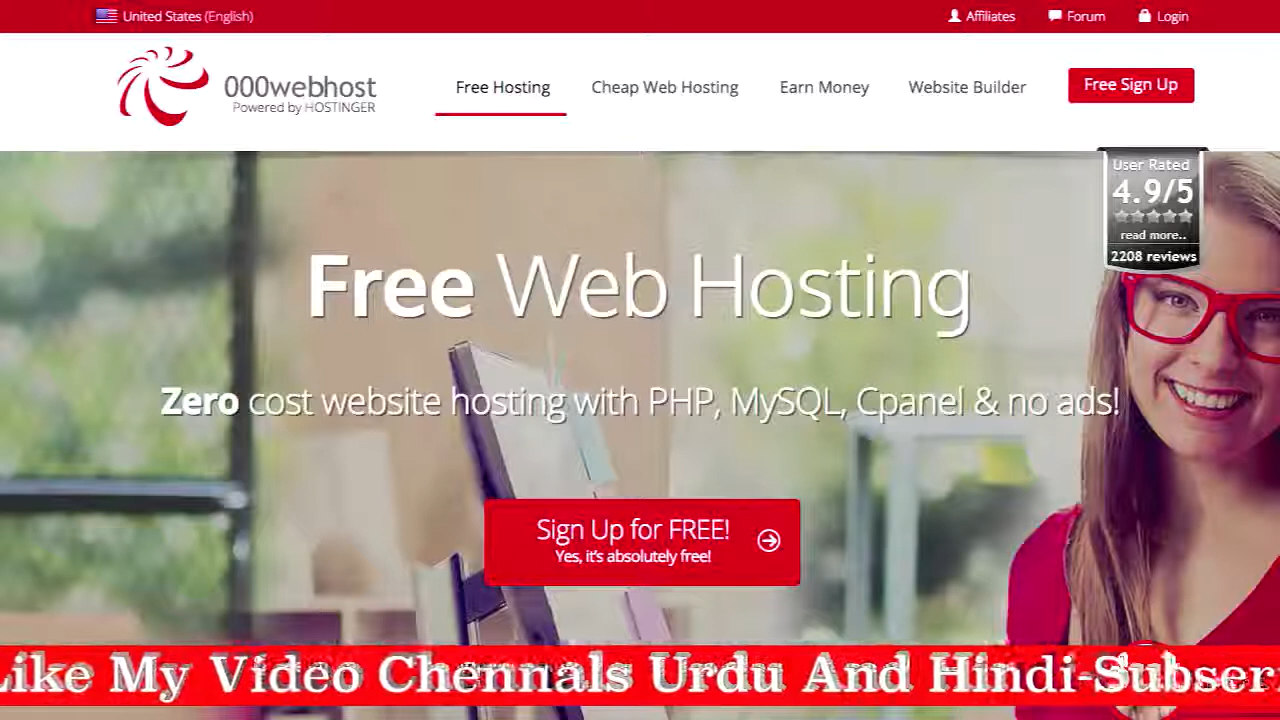 United States (English)
Affiliates
Forum
Login
000webhost
Powered by HOSTINGER
Free Hosting
Cheap Web Hosting
Earn Money
Website Builder
Free Sign Up
User Rated
4.9/5
read more..
2208 reviews
Free Web Hosting
Zero cost website hosting with PHP, MySQL, Cpanel & no ads!
Sign Up for FREE!
Yes, it's absolutely free!
Like My Video Chennals Urdu And Hindi-Subser